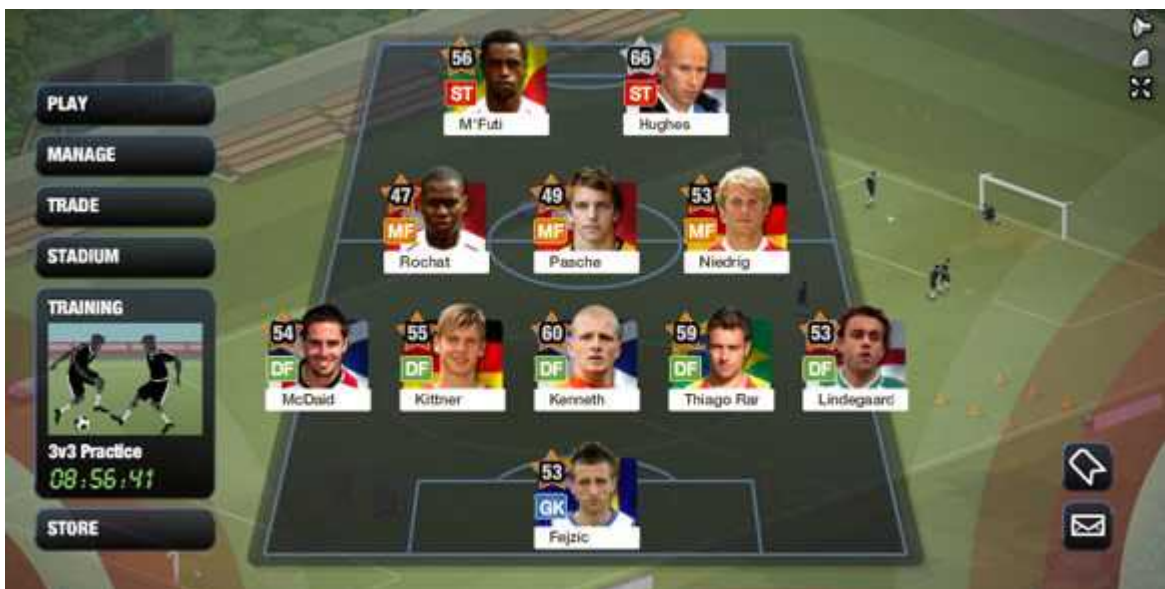 PLAY
MANAGE
TRADE
STADIUM
TRAINING
3v3 Practice
08:56:41
STORE
56
ST
M'Futi
66
ST
Hughes
47
MF
Rochat
49
MF
Pasche
53
MF
Niedrig
54
DF
McDaid
55
DF
Kittner
60
DF
Kenneth
59
DF
Thiago Rar
53
DF
Lindegaard
53
GK
Fejzic